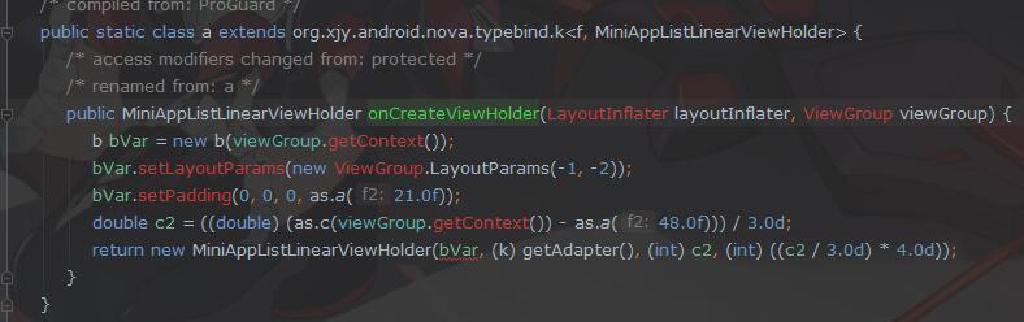 /* compiled from: ProGuard */
public static class a extends org.xjy.android.nova.typebind.k<f, MiniAppListLinearViewHolder> {
/* access modifiers changed from: protected */
/* renamed from: a */
public MiniAppListLinearViewHolder onCreateViewHolder(LayoutInflater layoutInflater, ViewGroup viewGroup) {
b bVar = new b(viewGroup.getContext());
bVar.setLayoutParams(new ViewGroup.LayoutParams(-1, -2));
bVar.setPadding(0, 0, 0, as.a( f2: 21.0f));
double c2 = ((double) (as.c(viewGroup.getContext()) - as.a( f2: 48.0f))) / 3.0d;
return new MiniAppListLinearViewHolder(bVar, (k) getAdapter(), (int) c2, (int) ((c2 / 3.0d) * 4.0d));
}
}